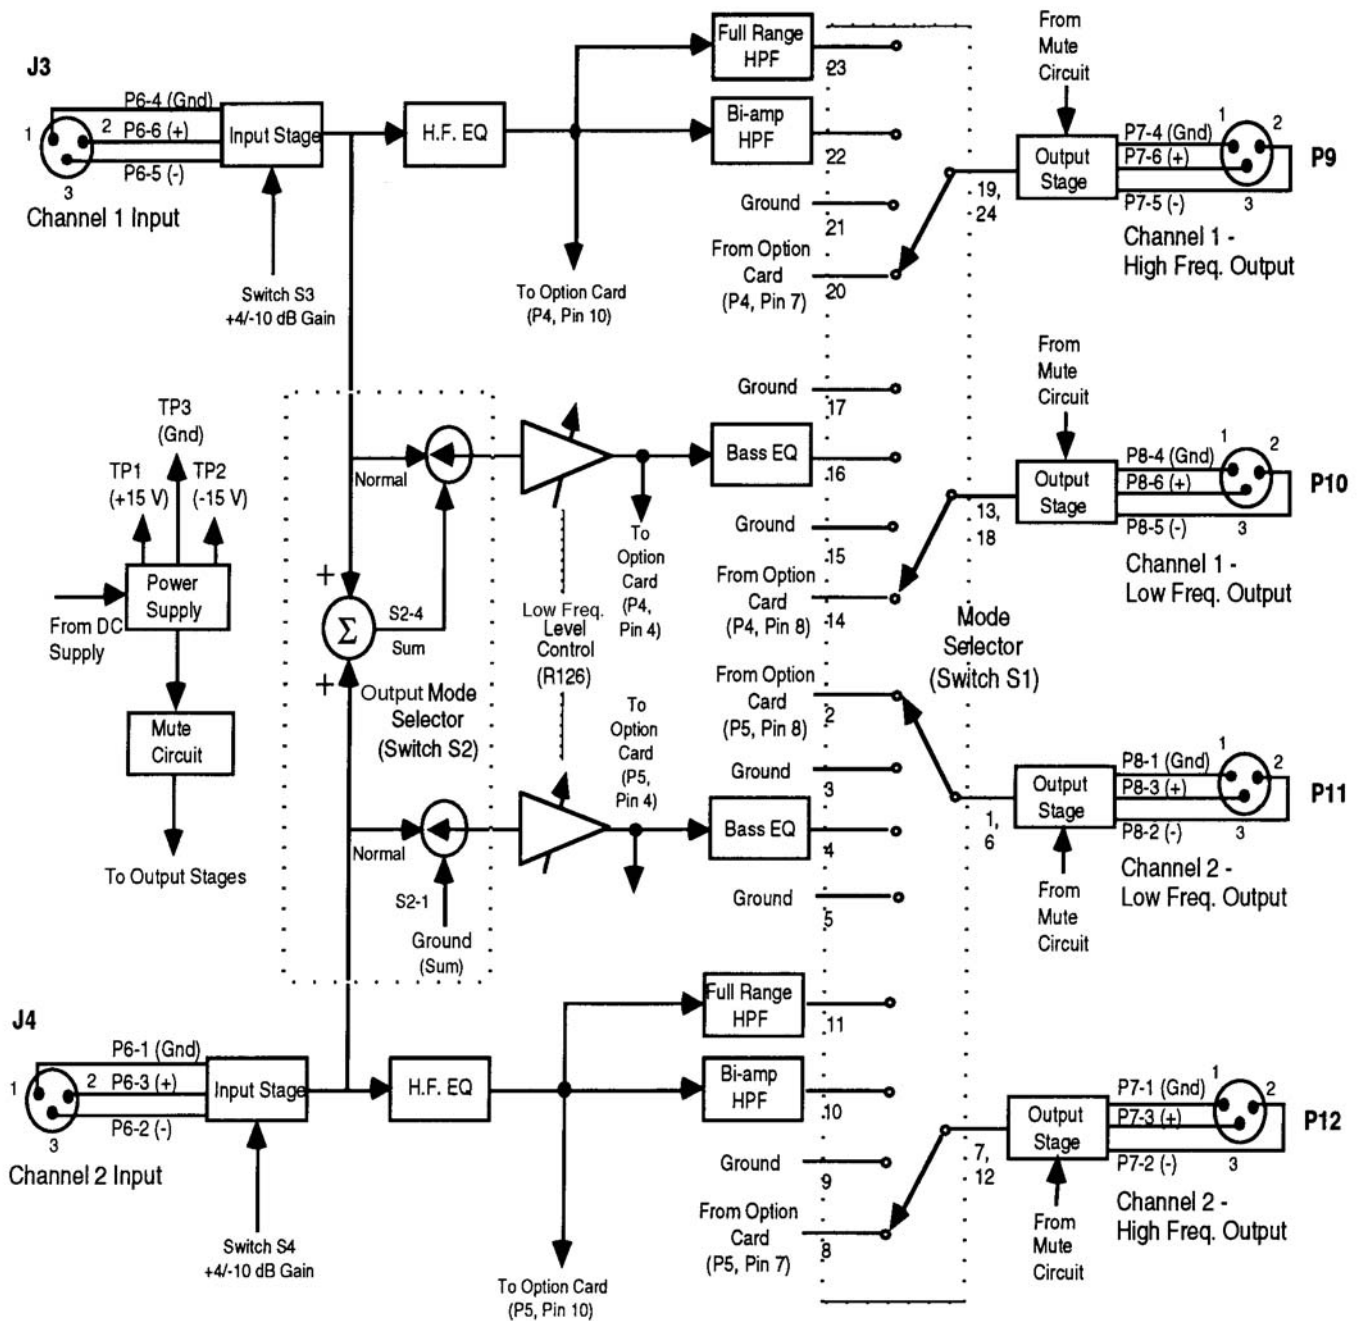 J3
P6-4 (Gnd)
1
2
P6-6 (+)
P6-5 (-)
3
Channel 1 Input
Input Stage
Switch S3
+4/-10 dB Gain
H.F. EQ
To Option Card
(P4, Pin 10)
Full Range
HPF
23
Bi-amp
HPF
22
Ground
21
From Option
Card
(P4, Pin 7)
20
19,
24
From
Mute
Circuit
Output
Stage
P7-4 (Gnd)
P7-6 (+)
P7-5 (-)
1
2
3
P9
Channel 1 -
High Freq. Output
TP3
(Gnd)
TP1
(+15 V)
TP2
(-15 V)
Power
Supply
From DC
Supply
Mute
Circuit
To Output Stages
Normal
+
Σ
+
S2-4
Sum
Output Mode
Selector
(Switch S2)
Normal
S2-1
Ground
(Sum)
Low Freq.
Level
Control
(R126)
To
Option
Card
(P4,
Pin 4)
To
Option
Card
(P5,
Pin 4)
Ground
17
Bass EQ
16
Ground
15
From Option
Card
(P4, Pin 8)
14
13,
18
From
Mute
Circuit
Output
Stage
P8-4 (Gnd)
P8-6 (+)
P8-5 (-)
1
2
3
P10
Channel 1 -
Low Freq. Output
Mode
Selector
(Switch S1)
From Option
Card
(P5, Pin 8)
2
Ground
3
Bass EQ
4
Ground
5
1,
6
Output
Stage
From
Mute
Circuit
P8-1 (Gnd)
P8-3 (+)
P8-2 (-)
1
2
3
P11
Channel 2 -
Low Freq. Output
J4
P6-1 (Gnd)
1
2
P6-3 (+)
P6-2 (-)
3
Channel 2 Input
Input Stage
Switch S4
+4/-10 dB Gain
H.F. EQ
To Option Card
(P5, Pin 10)
Full Range
HPF
11
Bi-amp
HPF
10
Ground
9
From Option
Card
(P5, Pin 7)
8
7,
12
Output
Stage
From
Mute
Circuit
P7-1 (Gnd)
P7-3 (+)
P7-2 (-)
1
2
3
P12
Channel 2 -
High Freq. Output